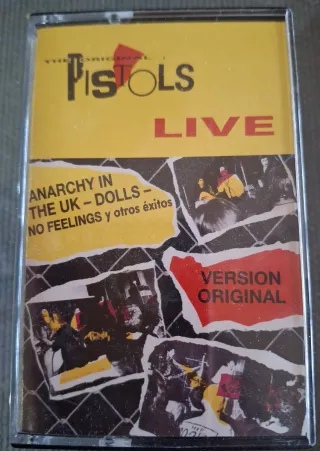 THE ORIGINAL
PISTOLS
LIVE
ANARCHY IN
THE UK – DOLLS –
NO FEELINGS y otros éxitos
VERSION
ORIGINAL